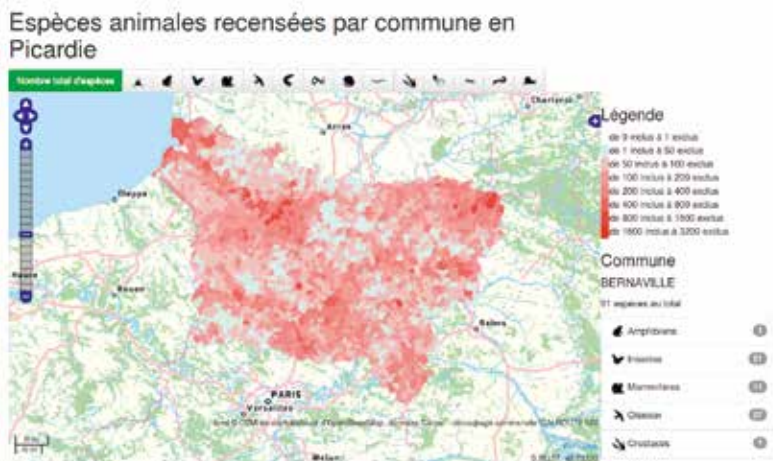 Espèces animales recensées par commune en
Picardie
Nombre total d'espèces
Charleroi
Arras
Dieppe
Rouen
Reims
PARIS
Versailles
Melun
Légende
de 0 inclus à 1 exclus
de 1 inclus à 50 exclus
de 50 inclus à 100 exclus
de 100 inclus à 200 exclus
de 200 inclus à 400 exclus
de 400 inclus à 800 exclus
de 800 inclus à 1600 exclus
de 1600 inclus à 3200 exclus
Commune
BERNAVILLE
espèces au total
Amphibiens
Insectes
Mammifères
Oiseaux
Crustacés